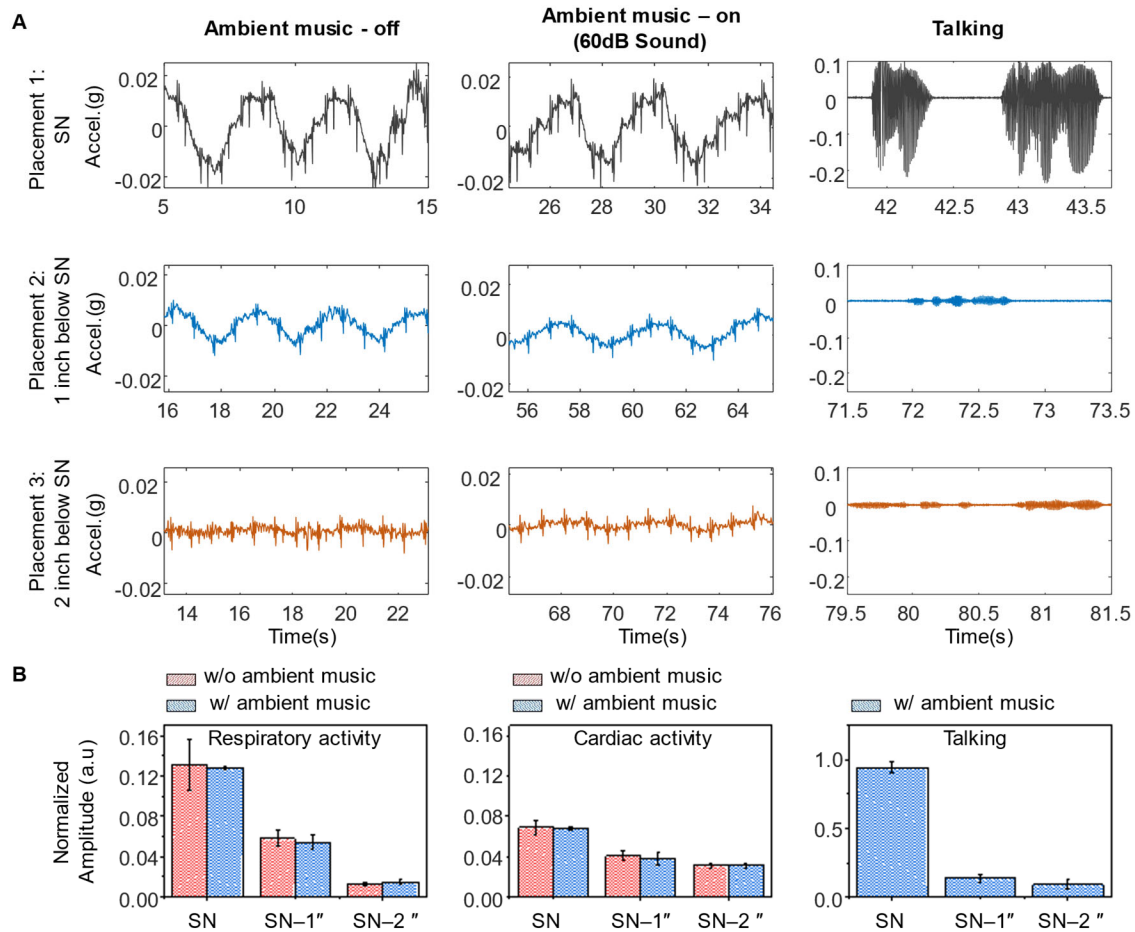 A
Ambient music - off
Ambient music – on
(60dB Sound)
Talking
Placement 1:
SN
Accel.(g)
0.02
0
-0.02
5
10
15
0.02
0
-0.02
26
28
30
32
34
0.1
0
-0.1
-0.2
42
42.5
43
43.5
Placement 2:
1 inch below SN
Accel.(g)
0.02
0
-0.02
16
18
20
22
24
0.02
0
-0.02
56
58
60
62
64
0.1
0
-0.1
-0.2
71.5
72
72.5
73
73.5
Placement 3:
2 inch below SN
Accel.(g)
0.02
0
-0.02
14
16
18
20
22
Time(s)
0.02
0
-0.02
68
70
72
74
76
Time(s)
0.1
0
-0.1
-0.2
79.5
80
80.5
81
81.5
Time(s)
B
w/o ambient music
w/ ambient music
w/o ambient music
w/ ambient music
w/ ambient music
Normalized
Amplitude (a.u)
Respiratory activity
0.16
0.12
0.08
0.04
0.00
SN
SN–1″
SN–2 ″
Cardiac activity
0.16
0.12
0.08
0.04
0.00
SN
SN–1″
SN–2 ″
Talking
1.0
0.5
0.0
SN
SN–1″
SN–2 ″